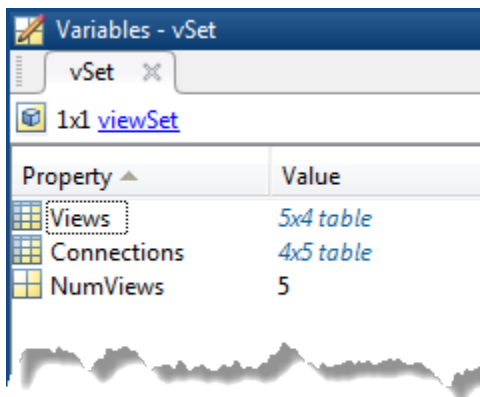 Variables - vSet
vSet
1x1 viewSet
Property Value
Views 5x4 table
Connections 4x5 table
NumViews 5